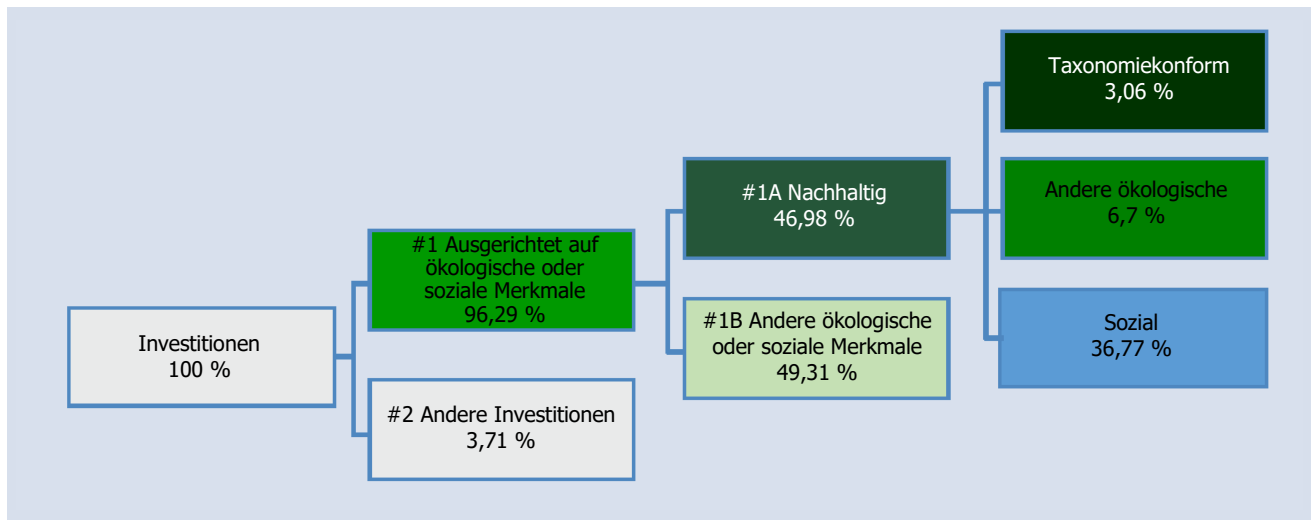 Investitionen
100 %
#1 Ausgerichtet auf
ökologische oder
soziale Merkmale
96,29 %
#2 Andere Investitionen
3,71 %
#1A Nachhaltig
46,98 %
#1B Andere ökologische
oder soziale Merkmale
49,31 %
Taxonomiekonform
3,06 %
Andere ökologische
6,7 %
Sozial
36,77 %